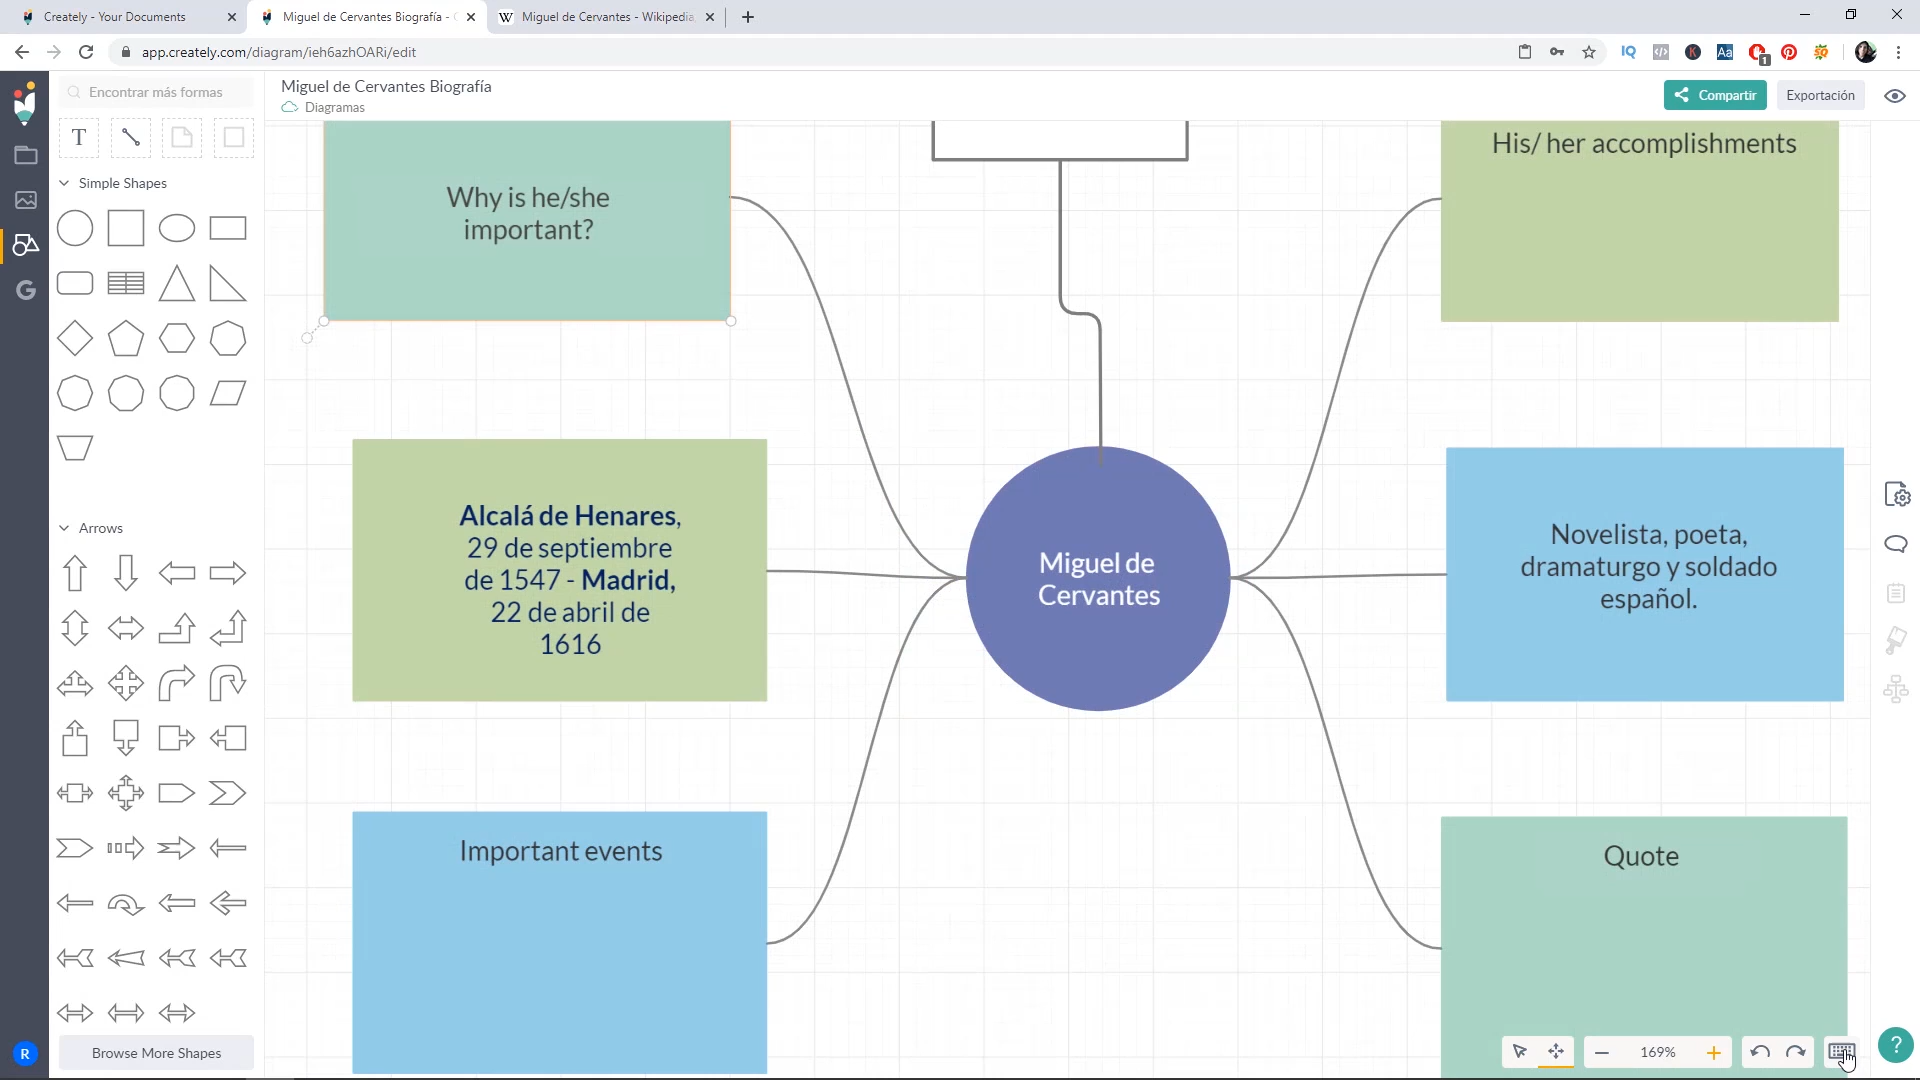 Creately - Your Documents
Miguel de Cervantes Biografía -
Miguel de Cervantes - Wikipedia
app.creately.com/diagram/ieh6azhOARi/edit
IQ
K
Aa
1
Encontrar más formas
Miguel de Cervantes Biografía
Diagramas
Compartir
Exportación
T
Simple Shapes
G
Arrows
Browse More Shapes
R
Why is he/she
important?
His/ her accomplishments
Alcalá de Henares,
29 de septiembre
de 1547 - Madrid,
22 de abril de
1616
Miguel de
Cervantes
Novelista, poeta,
dramaturgo y soldado
español.
Important events
Quote
169%
?